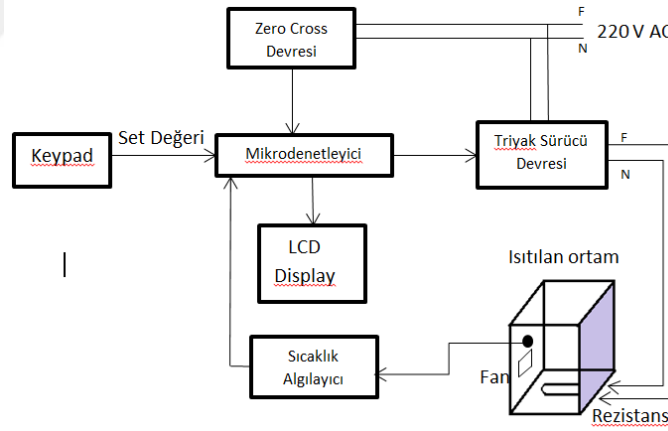 Zero Cross
Devresi
F
N
220 V AC
Keypad
Set Değeri
Mikrodenetleyici
Triyak Sürücü
Devresi
F
N
LCD
Display
Isıtılan ortam
Sıcaklık
Algılayıcı
Fan
Rezistans